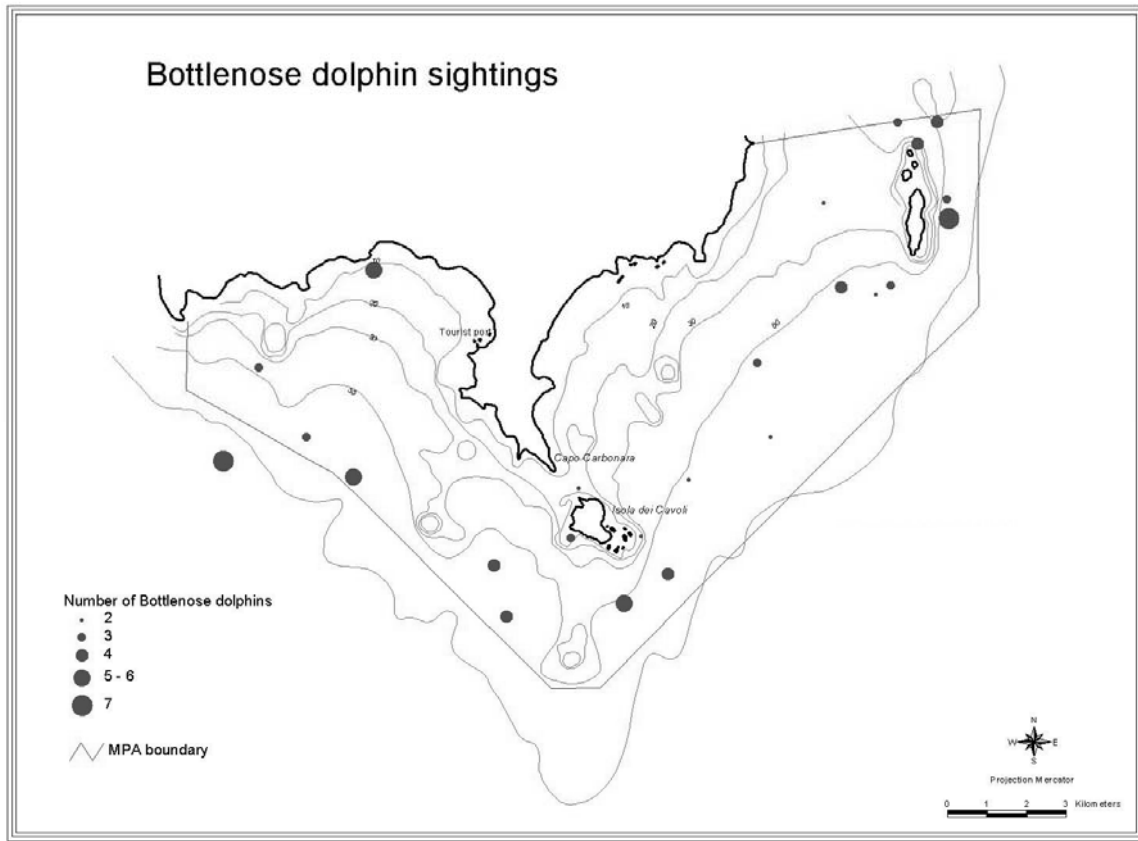 Bottlenose dolphin sightings
Tourist port
Capo Carbonara
Isola dei Cavoli
50
Number of Bottlenose dolphins
2
3
4
5 - 6
7
MPA boundary
N
W E
S
Projection Mercator
0 1 2 3 Kilometers